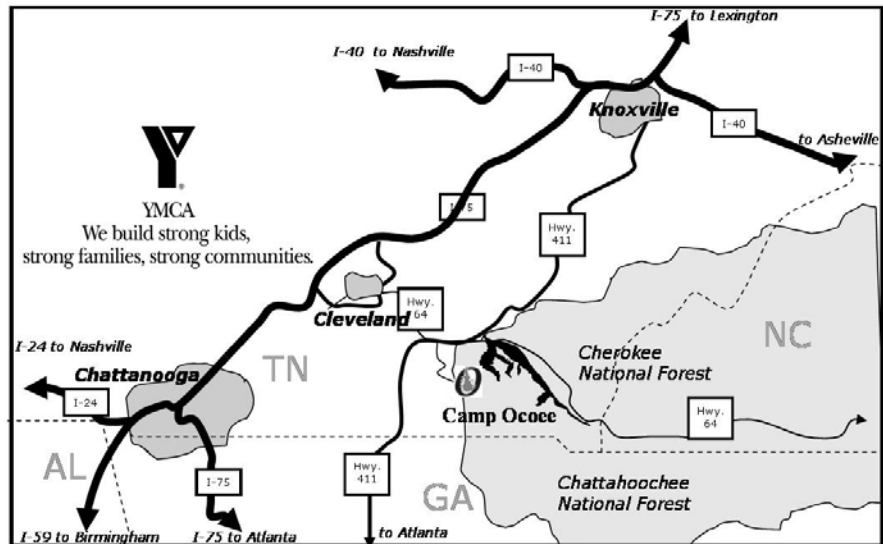 I-75 to Lexington
I-40 to Nashville
I-40
Knoxville
I-40
to Asheville
YMCA
We build strong kids,
strong families, strong communities.
I-75
Hwy.
411
Cleveland
Hwy.
64
NC
I-24 to Nashville
TN
Chattanooga
Cherokee
National Forest
I-24
Camp Ocoee
Hwy.
64
AL
I-75
Hwy.
411
GA
Chattahoochee
National Forest
I-59 to Birmingham
I-75 to Atlanta
to Atlanta